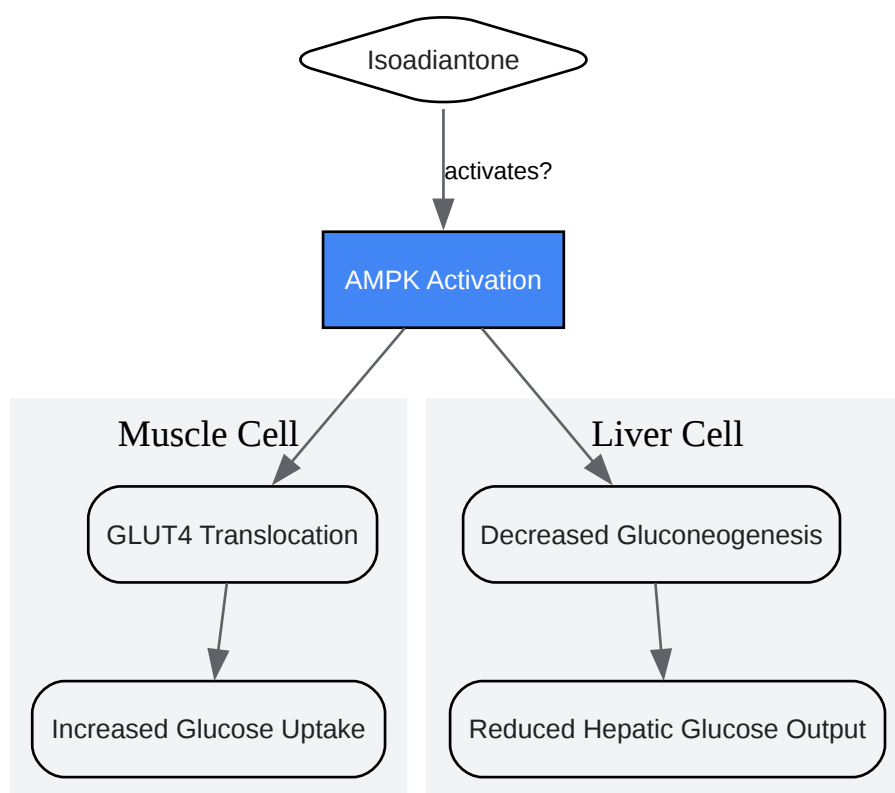 Isoadiantone
activates?
AMPK Activation
Muscle Cell
GLUT4 Translocation
Increased Glucose Uptake
Liver Cell
Decreased Gluconeogenesis
Reduced Hepatic Glucose Output